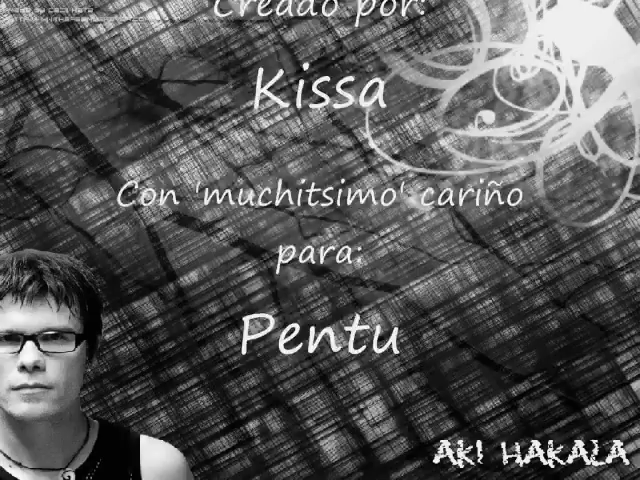 Creado por:
Kissa
Con 'muchitsimo' cariño
para:
Pentu
AKI HAKALA